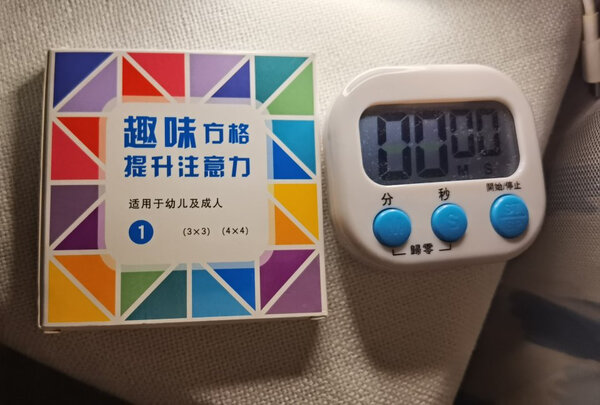 趣味方格
提升注意力
适用于幼儿及成人
1 (3×3) (4×4)
00 00
M S
分 秒 開始/停止
歸零